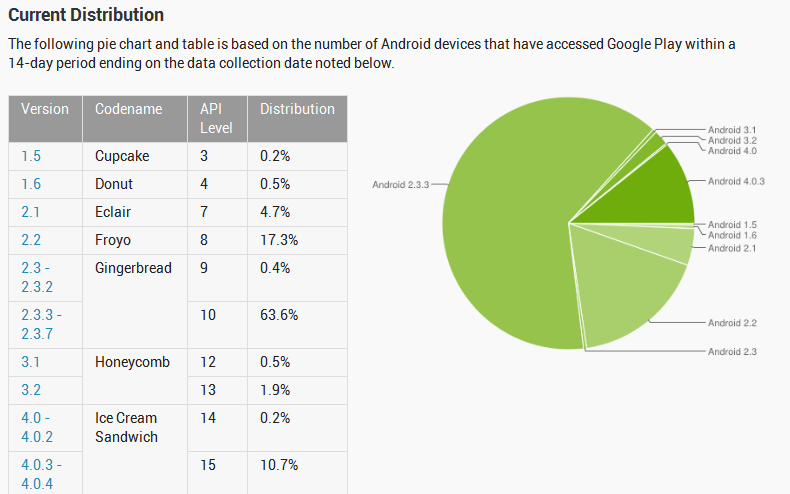 Current Distribution
The following pie chart and table is based on the number of Android devices that have accessed Google Play within a
14-day period ending on the data collection date noted below.
Version Codename API Level Distribution
1.5 Cupcake 3 0.2%
1.6 Donut 4 0.5%
2.1 Eclair 7 4.7%
2.2 Froyo 8 17.3%
2.3 - 2.3.2 Gingerbread 9 0.4%
2.3.3 - 2.3.7 10 63.6%
3.1 Honeycomb 12 0.5%
3.2 13 1.9%
4.0 - 4.0.2 Ice Cream Sandwich 14 0.2%
4.0.3 - 4.0.4 15 10.7%
Android 2.3.3
Android 3.1
Android 3.2
Android 4.0
Android 4.0.3
Android 1.5
Android 1.6
Android 2.1
Android 2.2
Android 2.3